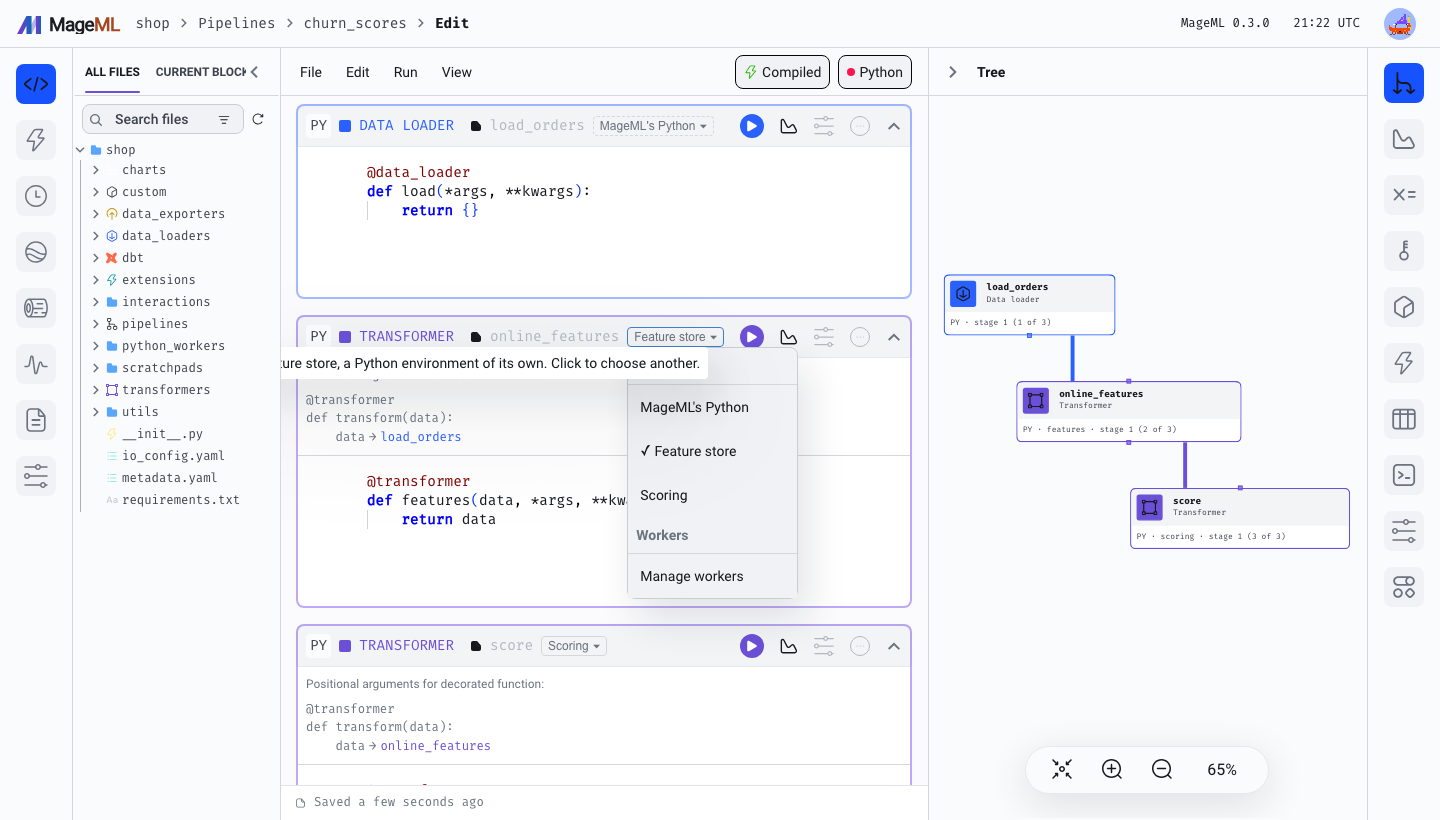 MageML shop > Pipelines > churn_scores > Edit
MageML 0.3.0 21:22 UTC
ALL FILES CURRENT BLOCK
Search files
shop
charts
custom
data_exporters
data_loaders
dbt
extensions
interactions
pipelines
python_workers
scratchpads
transformers
utils
__init__.py
io_config.yaml
metadata.yaml
Aa requirements.txt
File Edit Run View
Compiled Python
PY DATA LOADER load_orders MageML's Python
@data_loader
def load(*args, **kwargs):
return {}
PY TRANSFORMER online_features Feature store
store, a Python environment of its own. Click to choose another.
@transformer
def transform(data):
data → load_orders
@transformer
def features(data, *args,
return data
MageML's Python
✓ Feature store
Scoring
Workers
Manage workers
PY TRANSFORMER score Scoring
Positional arguments for decorated function:
@transformer
def transform(data):
data → online_features
Saved a few seconds ago
Tree
load_orders
Data loader
PY · stage 1 (1 of 3)
online_features
Transformer
PY · features · stage 1 (2 of 3)
score
Transformer
PY · scoring · stage 1 (3 of 3)
65%